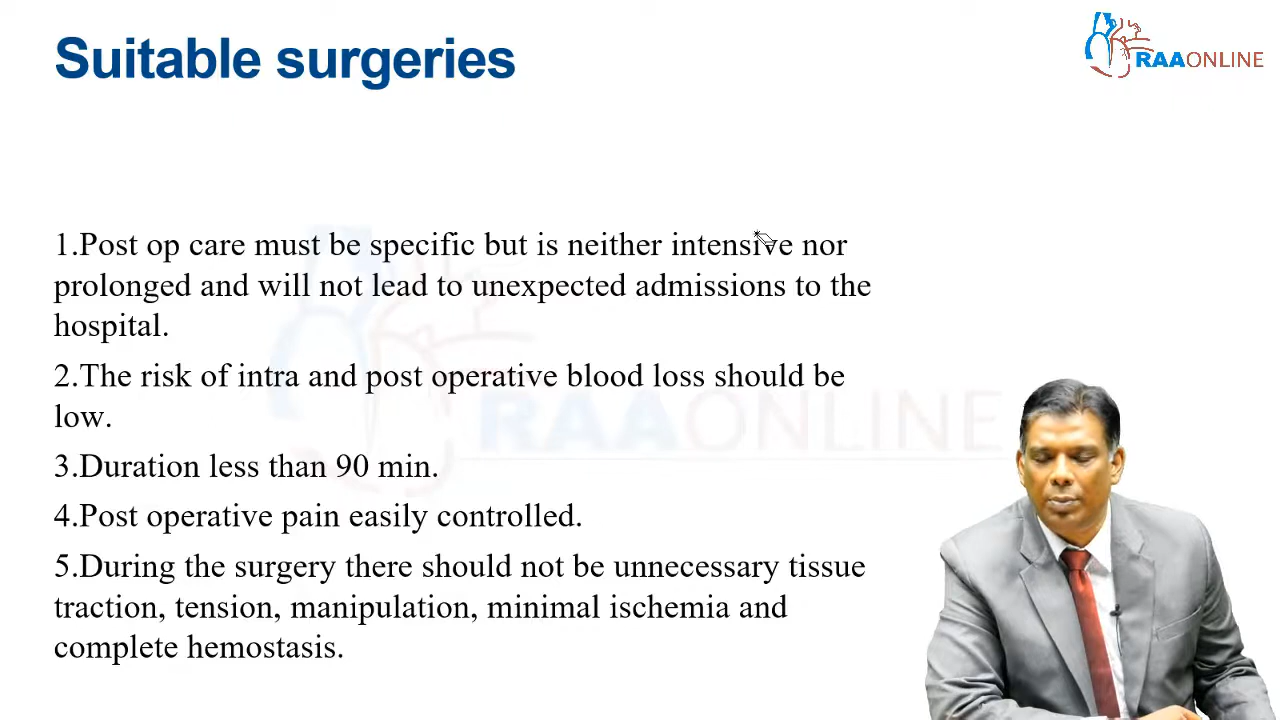 Suitable surgeries
RAAONLINE
1.Post op care must be specific but is neither intensive nor
prolonged and will not lead to unexpected admissions to the
hospital.
2.The risk of intra and post operative blood loss should be
low.
RAAONLINE
3.Duration less than 90 min.
4.Post operative pain easily controlled.
5.During the surgery there should not be unnecessary tissue
traction, tension, manipulation, minimal ischemia and
complete hemostasis.